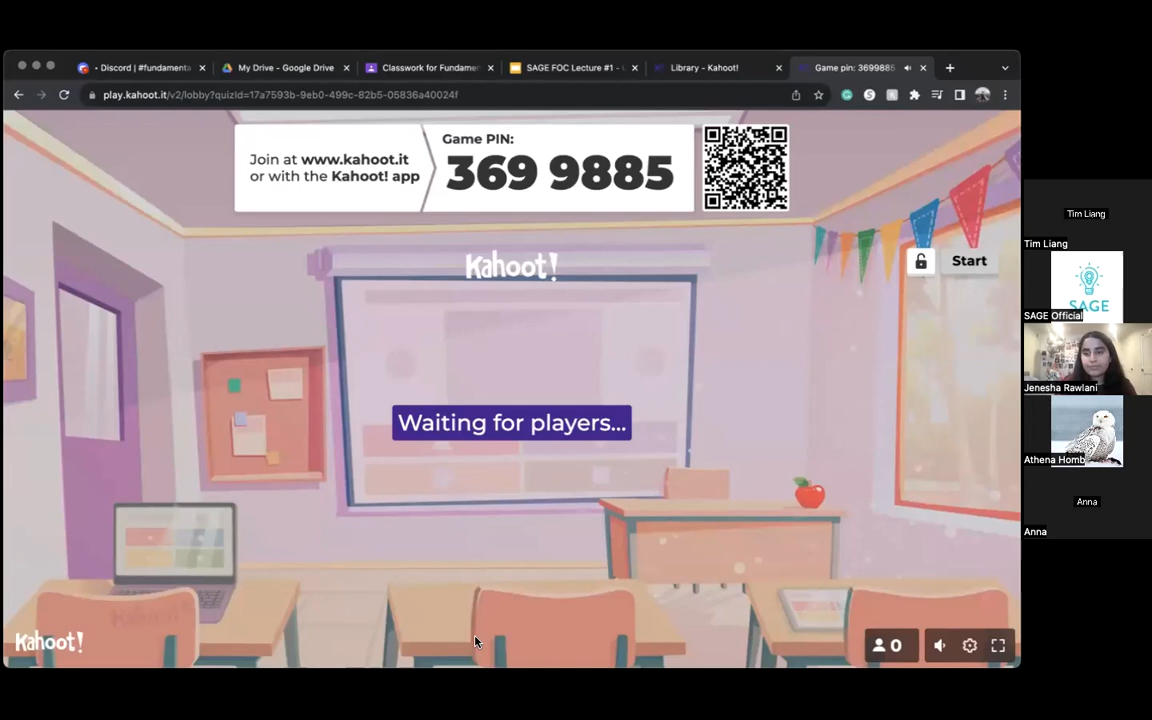 • Discord | #fundamenta
My Drive - Google Drive
Classwork for Fundamen
SAGE FOC Lecture #1 -
Library - Kahoot!
Game pin: 3699885
play.kahoot.it/v2/lobby?quizId=17a7593b-9eb0-499c-82b5-05836a40024f
Join at www.kahoot.it
or with the Kahoot! app
Game PIN:
369 9885
Kahoot!
Start
Waiting for players...
Kahoot!
0
Tim Liang
Tim Liang
SAGE
SAGE Official
Jenesha Rawlani
Athena Homb
Anna
Anna